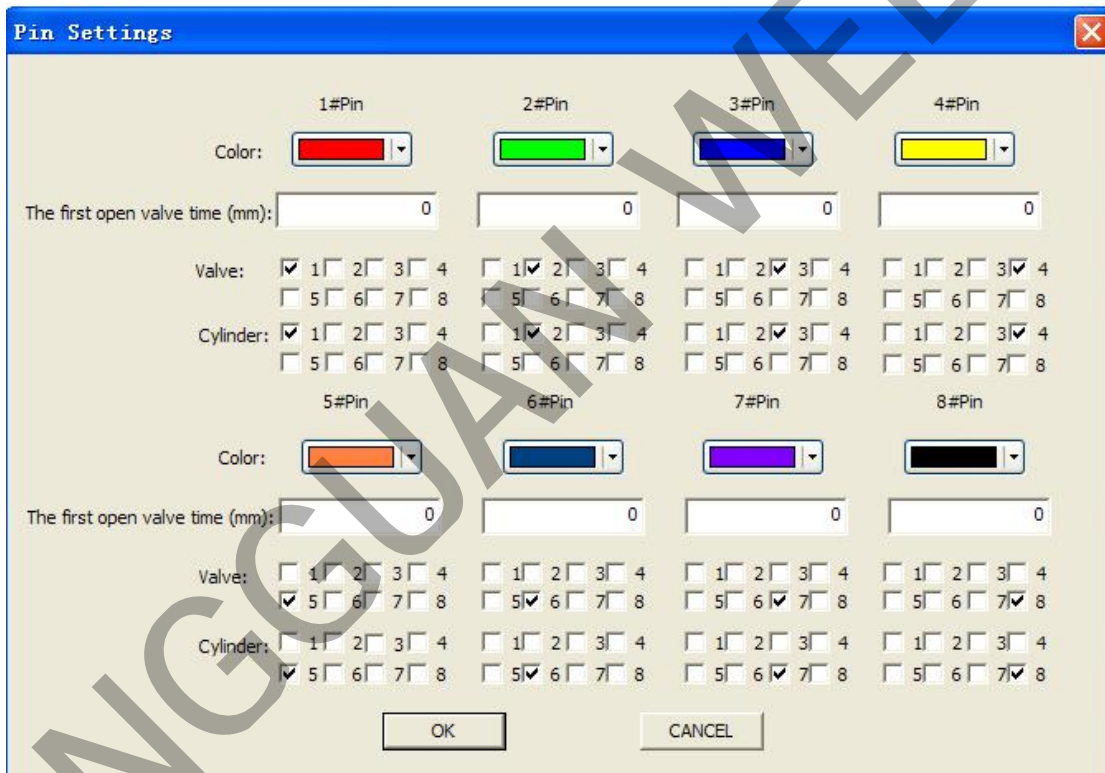 Pin Settings
1#Pin 2#Pin 3#Pin 4#Pin
Color:
The first open valve time (mm): 0 0 0 0
Valve: 1 2 3 4 1 2 3 4 1 2 3 4 1 2 3 4
5 6 7 8 5 6 7 8 5 6 7 8 5 6 7 8
Cylinder: 1 2 3 4 1 2 3 4 1 2 3 4 1 2 3 4
5 6 7 8 5 6 7 8 5 6 7 8 5 6 7 8
5#Pin 6#Pin 7#Pin 8#Pin
Color:
The first open valve time (mm): 0 0 0 0
Valve: 1 2 3 4 1 2 3 4 1 2 3 4 1 2 3 4
5 6 7 8 5 6 7 8 5 6 7 8 5 6 7 8
Cylinder: 1 2 3 4 1 2 3 4 1 2 3 4 1 2 3 4
5 6 7 8 5 6 7 8 5 6 7 8 5 6 7 8
OK CANCEL